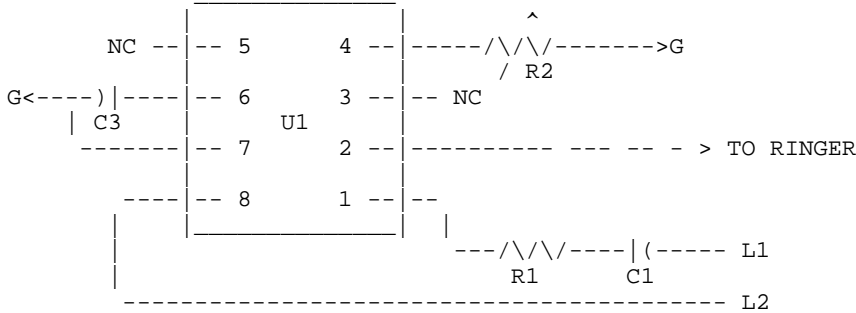 NC -- -- 5 4 -- -----/\/\/------->G
/ R2
G<----)|---- -- 6 3 -- -- NC
| C3 U1
------- -- 7 2 -- ---------- --- -- - > TO RINGER
---- -- 8 1 -- --
---/\/\/----|(----- L1
R1 C1
------------------------------------------ L2